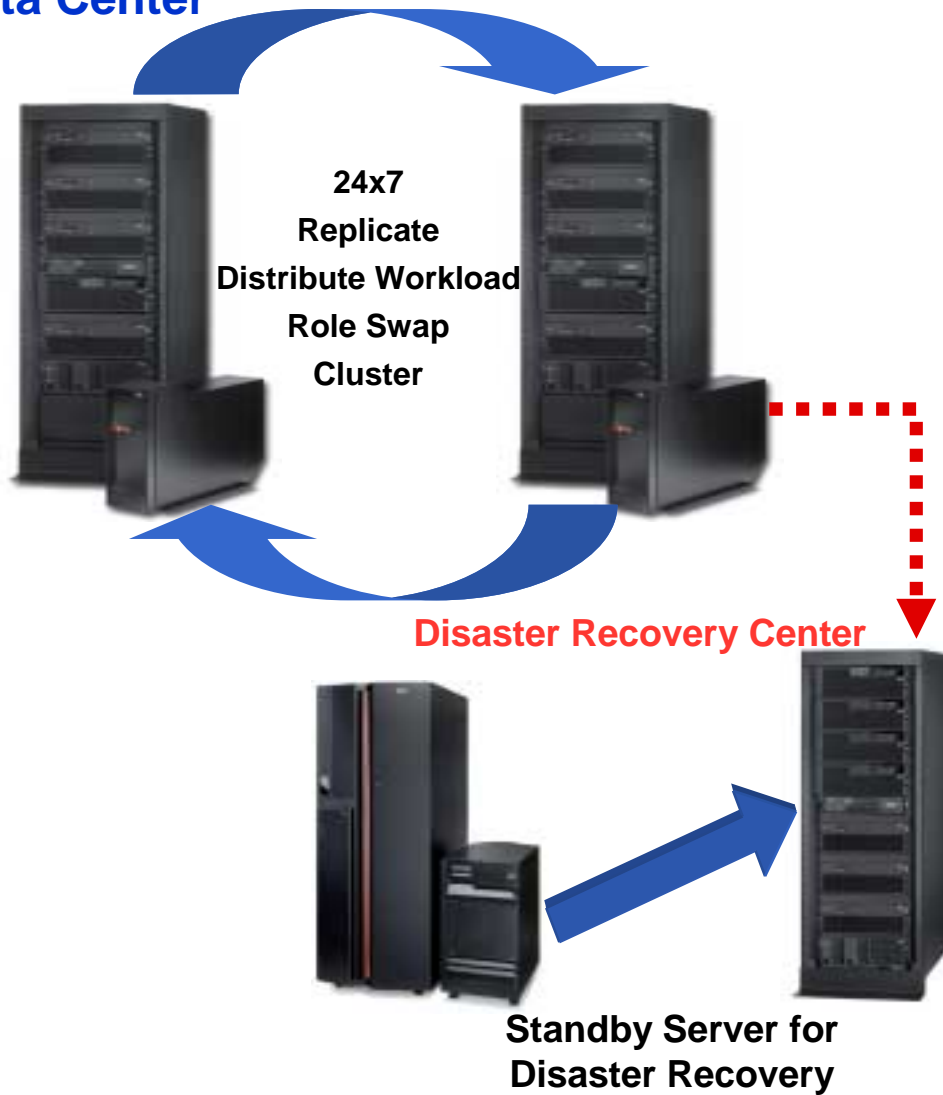 ta Center
24x7
Replicate
Distribute Workload
Role Swap
Cluster
Disaster Recovery Center
Standby Server for
Disaster Recovery